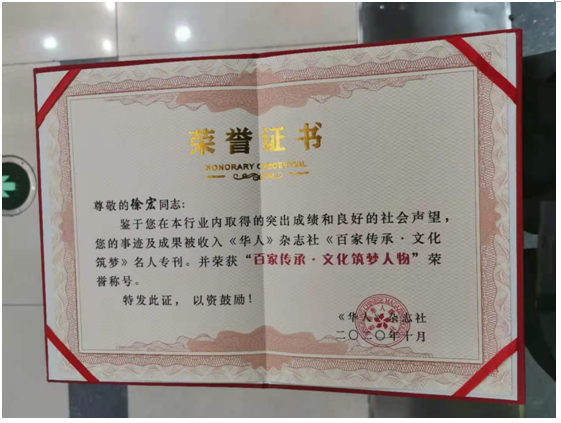 荣誉证书
HONORARY CREDENTIAL
尊敬的徐宏同志:
鉴于您在本行业内取得的突出成绩和良好的社会声望,
您的事迹及成果被收入《华人》杂志社《百家传承·文化
筑梦》名人专刊。并荣获“百家传承·文化筑梦人物”荣
誉称号。
特发此证，以资鼓励！
《华人》杂志社
二〇二〇年十月